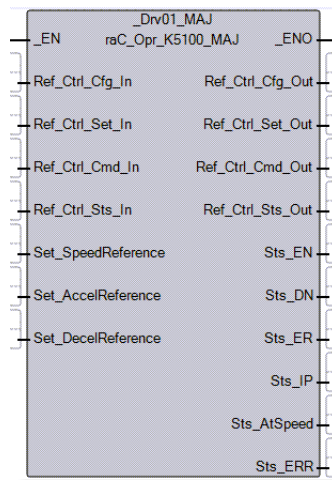 _Drv01_MAJ
_EN raC_Opr_K5100_MAJ _ENO
Ref_Ctrl_Cfg_In Ref_Ctrl_Cfg_Out
Ref_Ctrl_Set_In Ref_Ctrl_Set_Out
Ref_Ctrl_Cmd_In Ref_Ctrl_Cmd_Out
Ref_Ctrl_Sts_In Ref_Ctrl_Sts_Out
Set_SpeedReference Sts_EN
Set_AccelReference Sts_DN
Set_DecelReference Sts_ER
Sts_IP
Sts_AtSpeed
Sts_ERR